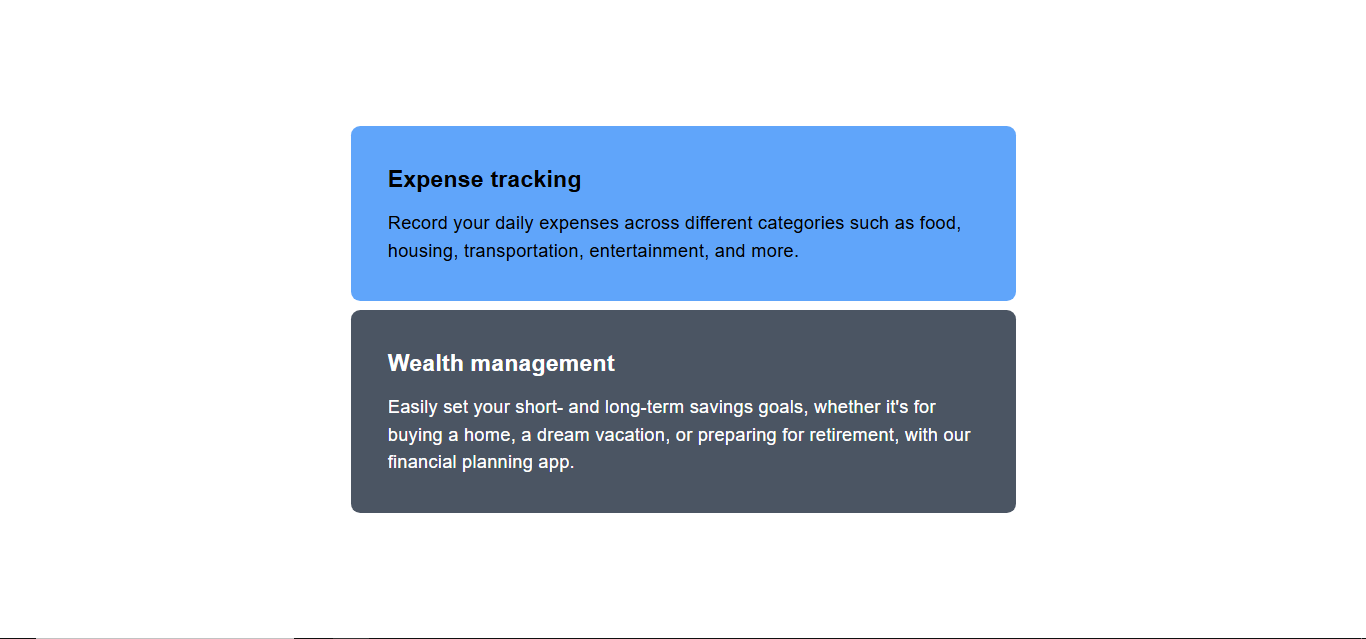 Expense tracking
Record your daily expenses across different categories such as food,
housing, transportation, entertainment, and more.
Wealth management
Easily set your short- and long-term savings goals, whether it's for
buying a home, a dream vacation, or preparing for retirement, with our
financial planning app.